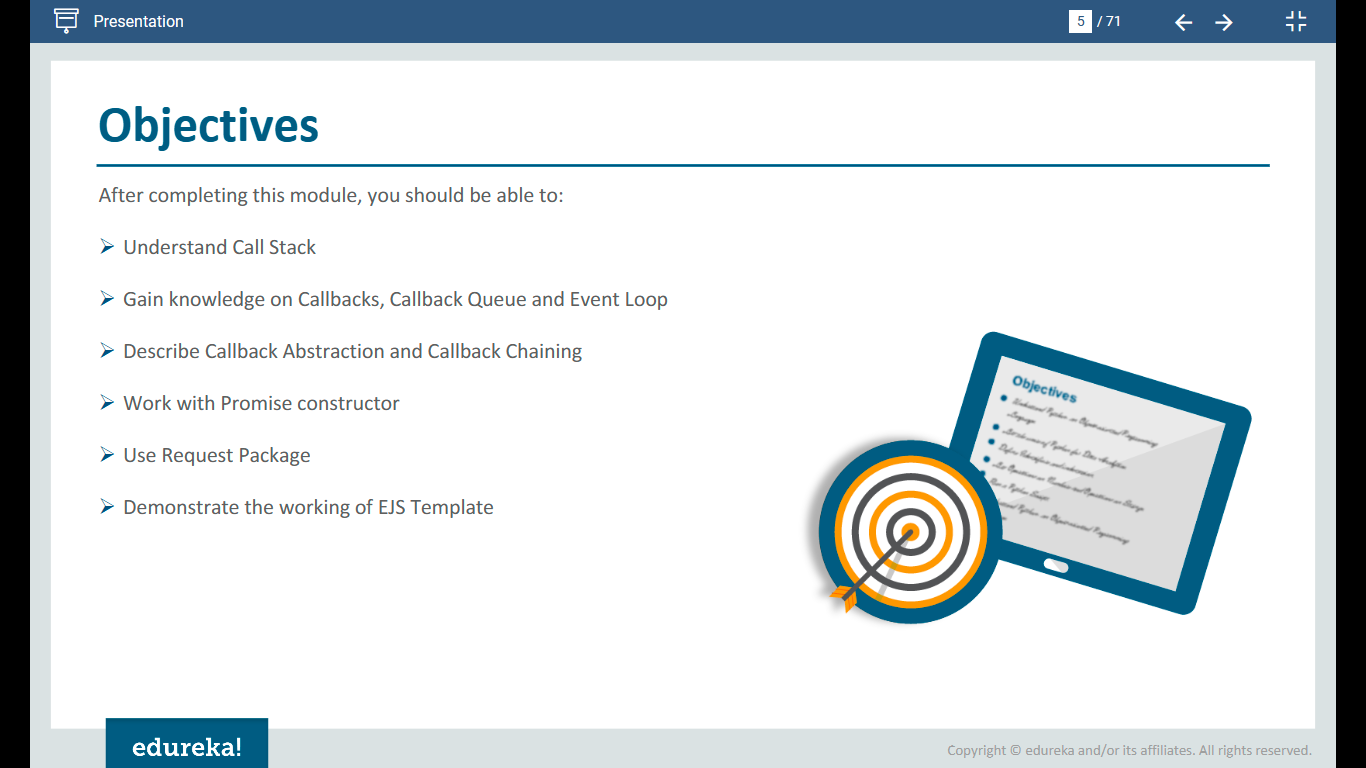 Presentation
5 / 71
Objectives
After completing this module, you should be able to:
Understand Call Stack
Gain knowledge on Callbacks, Callback Queue and Event Loop
Describe Callback Abstraction and Callback Chaining
Work with Promise constructor
Use Request Package
Demonstrate the working of EJS Template
Objectives
edureka!
Copyright © edureka and/or its affiliates. All rights reserved.